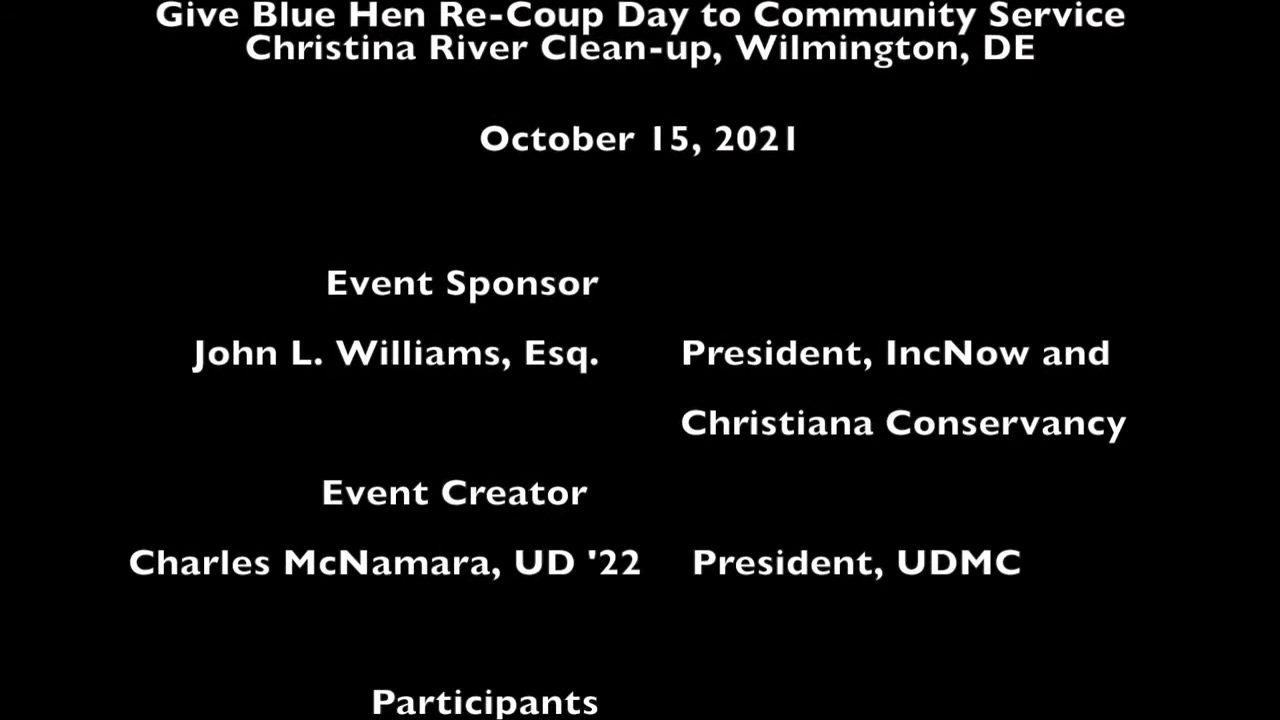 Give Blue Hen Re-Coup Day to Community Service
Christina River Clean-up, Wilmington, DE
October 15, 2021
Event Sponsor
John L. Williams, Esq. President, IncNow and
Christiana Conservancy
Event Creator
Charles McNamara, UD '22 President, UDMC
Participants